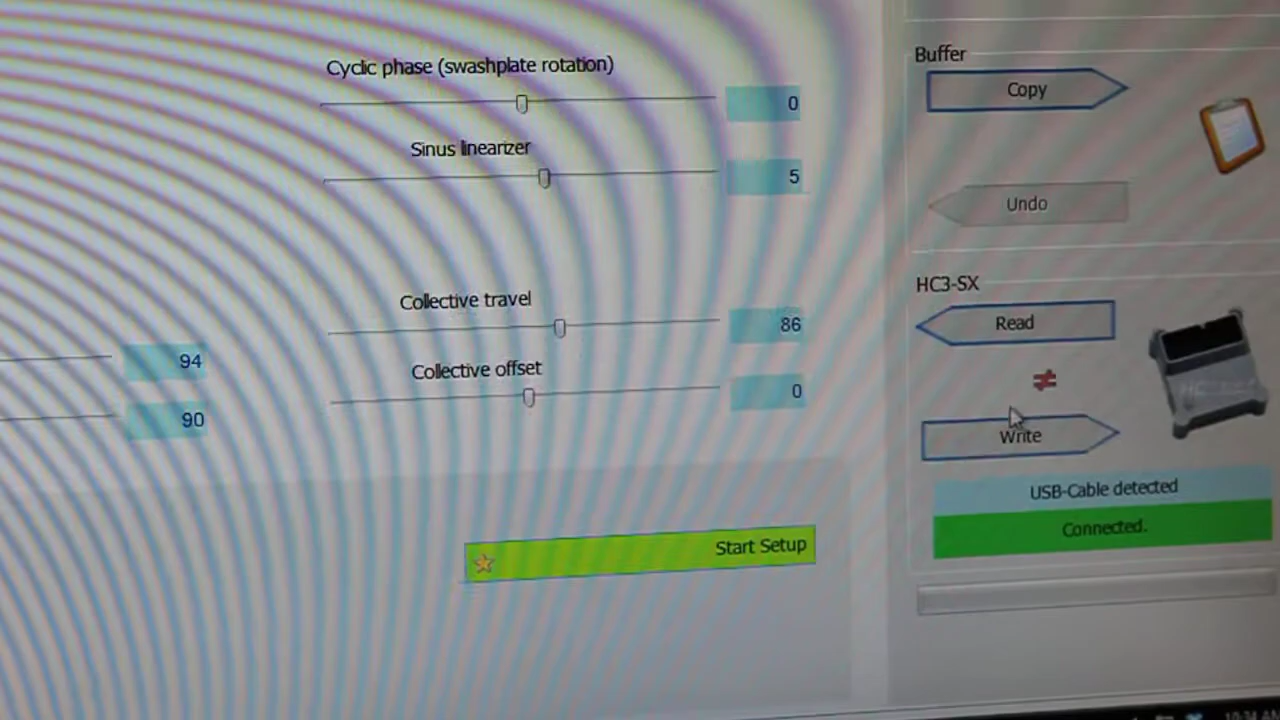 Cyclic phase (swashplate rotation)
0
Sinus linearizer
5
Collective travel
86
Collective offset
0
94
90
Start Setup
Buffer
Copy
Undo
HC3-SX
Read
≠
Write
USB-Cable detected
Connected.